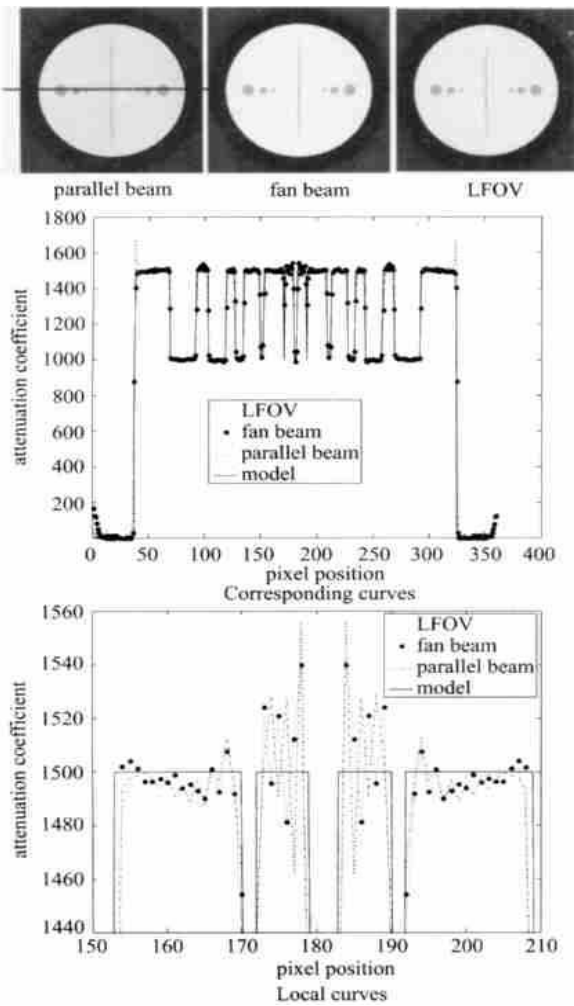 parallel beam fan beam LFOV
1800
1600
1400
1200
1000
800
600
400
200
attenuation coefficient
LFOV
fan beam
parallel beam
model
0 50 100 150 200 250 300 350 400
pixel position
Corresponding curves
1560
1540
1520
1500
1480
1460
1440
attenuation coefficient
LFOV
fan beam
parallel beam
model
150 160 170 180 190 200 210
pixel position
Local curves